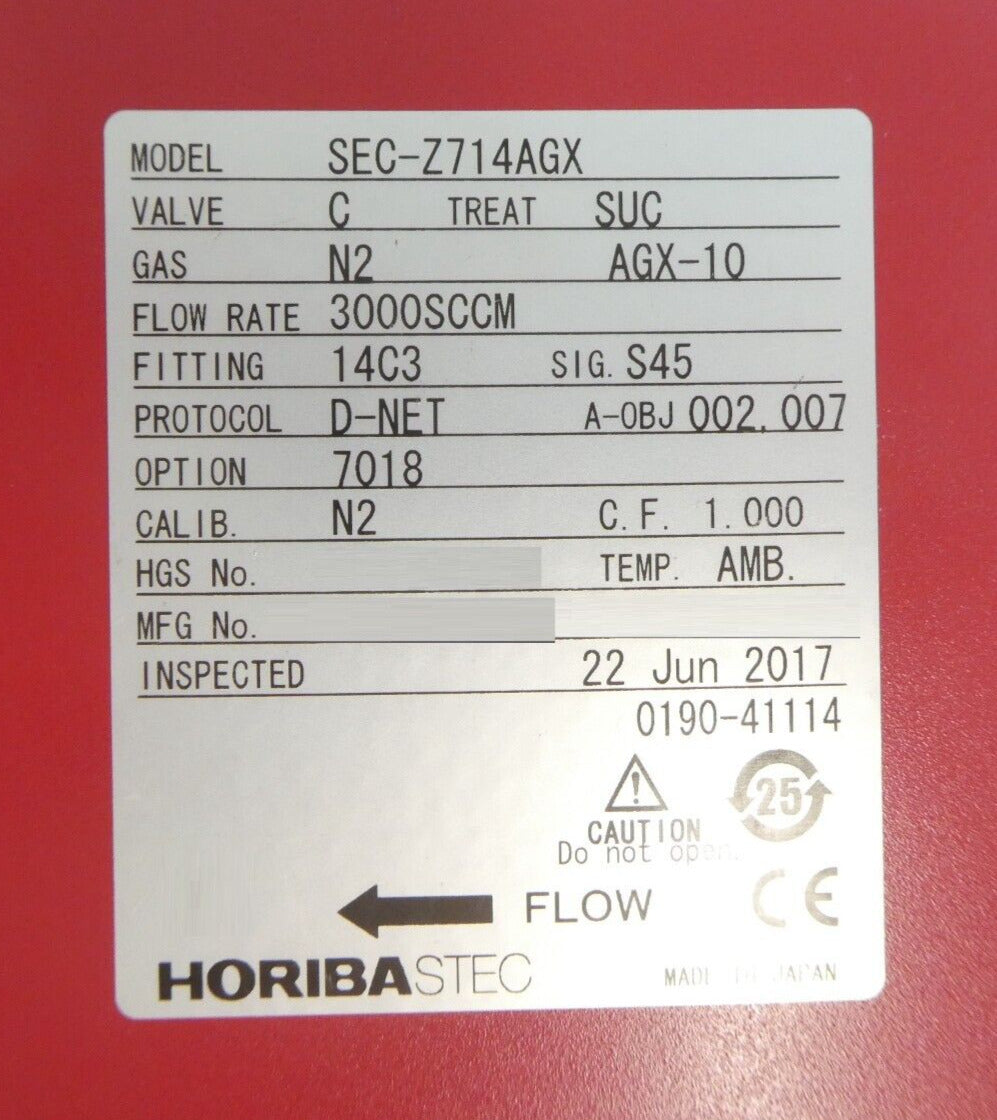 MODEL SEC-Z714AGX
VALVE C TREAT SUC
GAS N2 AGX-10
FLOW RATE 3000SCCM
FITTING 14C3 SIG. S45
PROTOCOL D-NET A-OBJ 002, 007
OPTION 7018
CALIB. N2 C.F. 1.000
HGS No. TEMP. AMB.
MFG No.
INSPECTED 22 Jun 2017
0190-41114
25
CAUTION
Do not open.
FLOW CE
HORIBASTEC MADE IN JAPAN